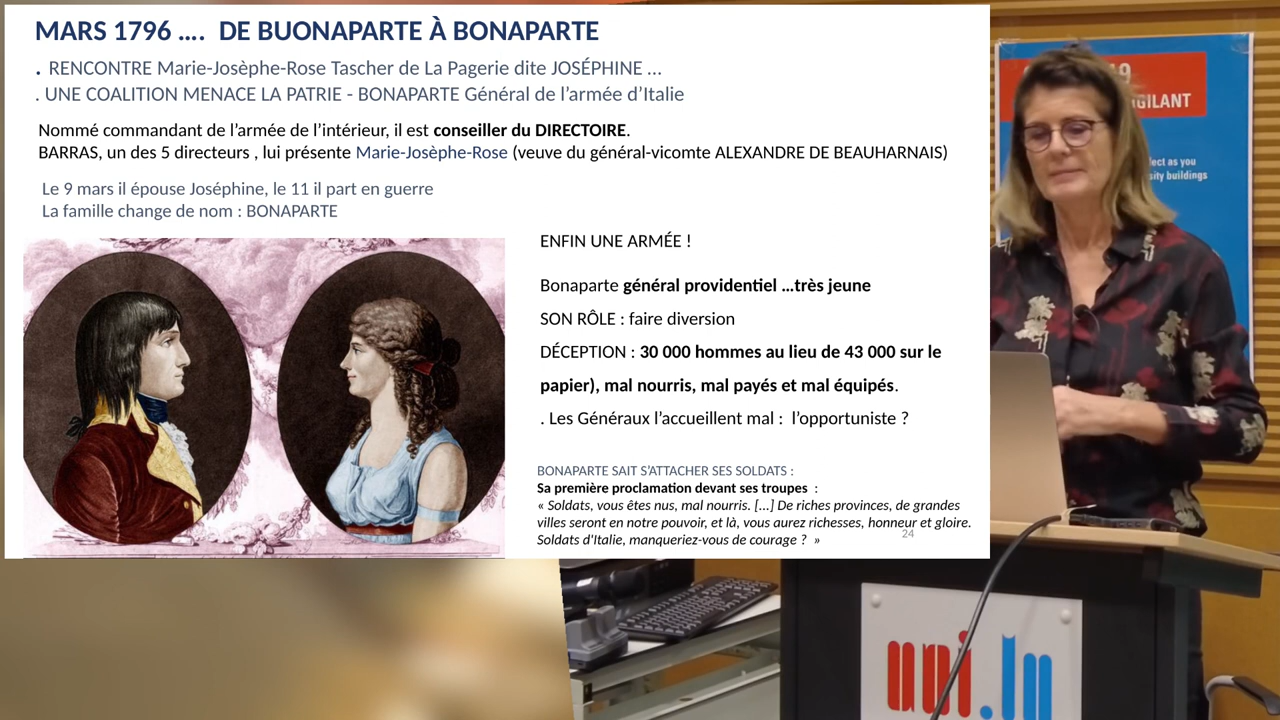 MARS 1796 .... DE BUONAPARTE À BONAPARTE
. RENCONTRE Marie-Josèphe-Rose Tascher de La Pagerie dite JOSÉPHINE ...
. UNE COALITION MENACE LA PATRIE - BONAPARTE Général de l’armée d’Italie
Nommé commandant de l’armée de l’intérieur, il est conseiller du DIRECTOIRE.
BARRAS, un des 5 directeurs , lui présente Marie-Josèphe-Rose (veuve du général-vicomte ALEXANDRE DE BEAUHARNAIS)
Le 9 mars il épouse Joséphine, le 11 il part en guerre
La famille change de nom : BONAPARTE
ENFIN UNE ARMÉE !
Bonaparte général providentiel ...très jeune
SON RÔLE : faire diversion
DÉCEPTION : 30 000 hommes au lieu de 43 000 sur le
papier), mal nourris, mal payés et mal équipés.
. Les Généraux l’accueillent mal : l’opportuniste ?
BONAPARTE SAIT S’ATTACHER SES SOLDATS :
Sa première proclamation devant ses troupes :
« Soldats, vous êtes nus, mal nourris. [...] De riches provinces, de grandes
villes seront en notre pouvoir, et là, vous aurez richesses, honneur et gloire.
Soldats d'Italie, manqueriez-vous de courage ? »
24
uni.lu